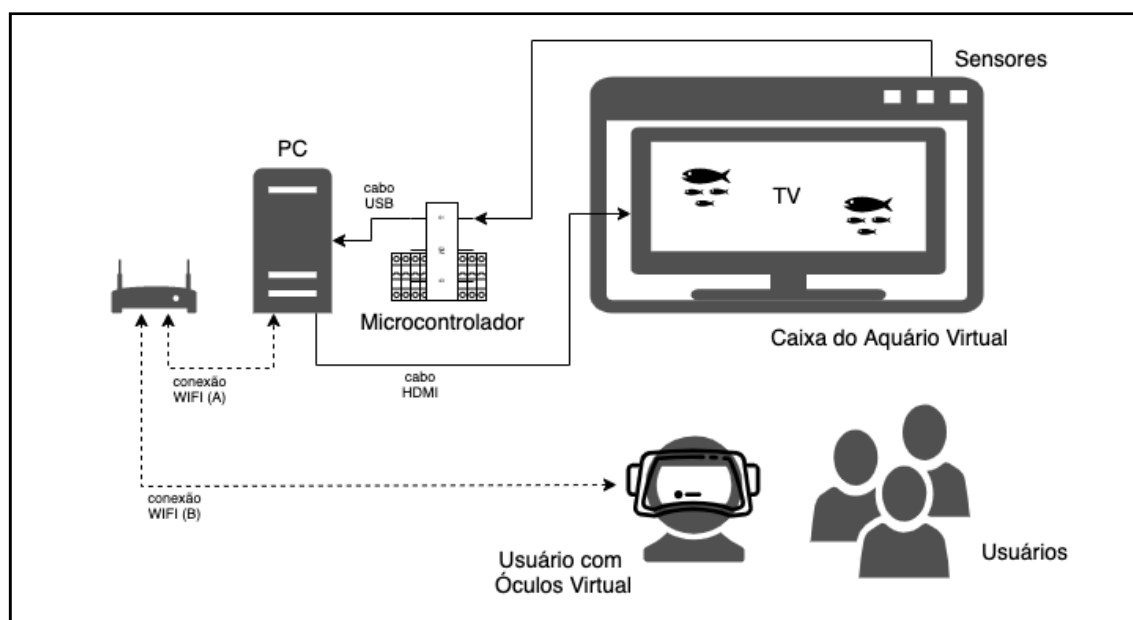 Sensores
PC
cabo
USB
TV
Microcontrolador
Caixa do Aquário Virtual
conexão
WIFI (A)
cabo
HDMI
conexão
WIFI (B)
Usuário com
Óculos Virtual
Usuários